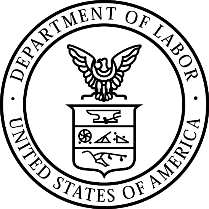 DEPARTMENT OF LABOR
UNITED STATES OF AMERICA